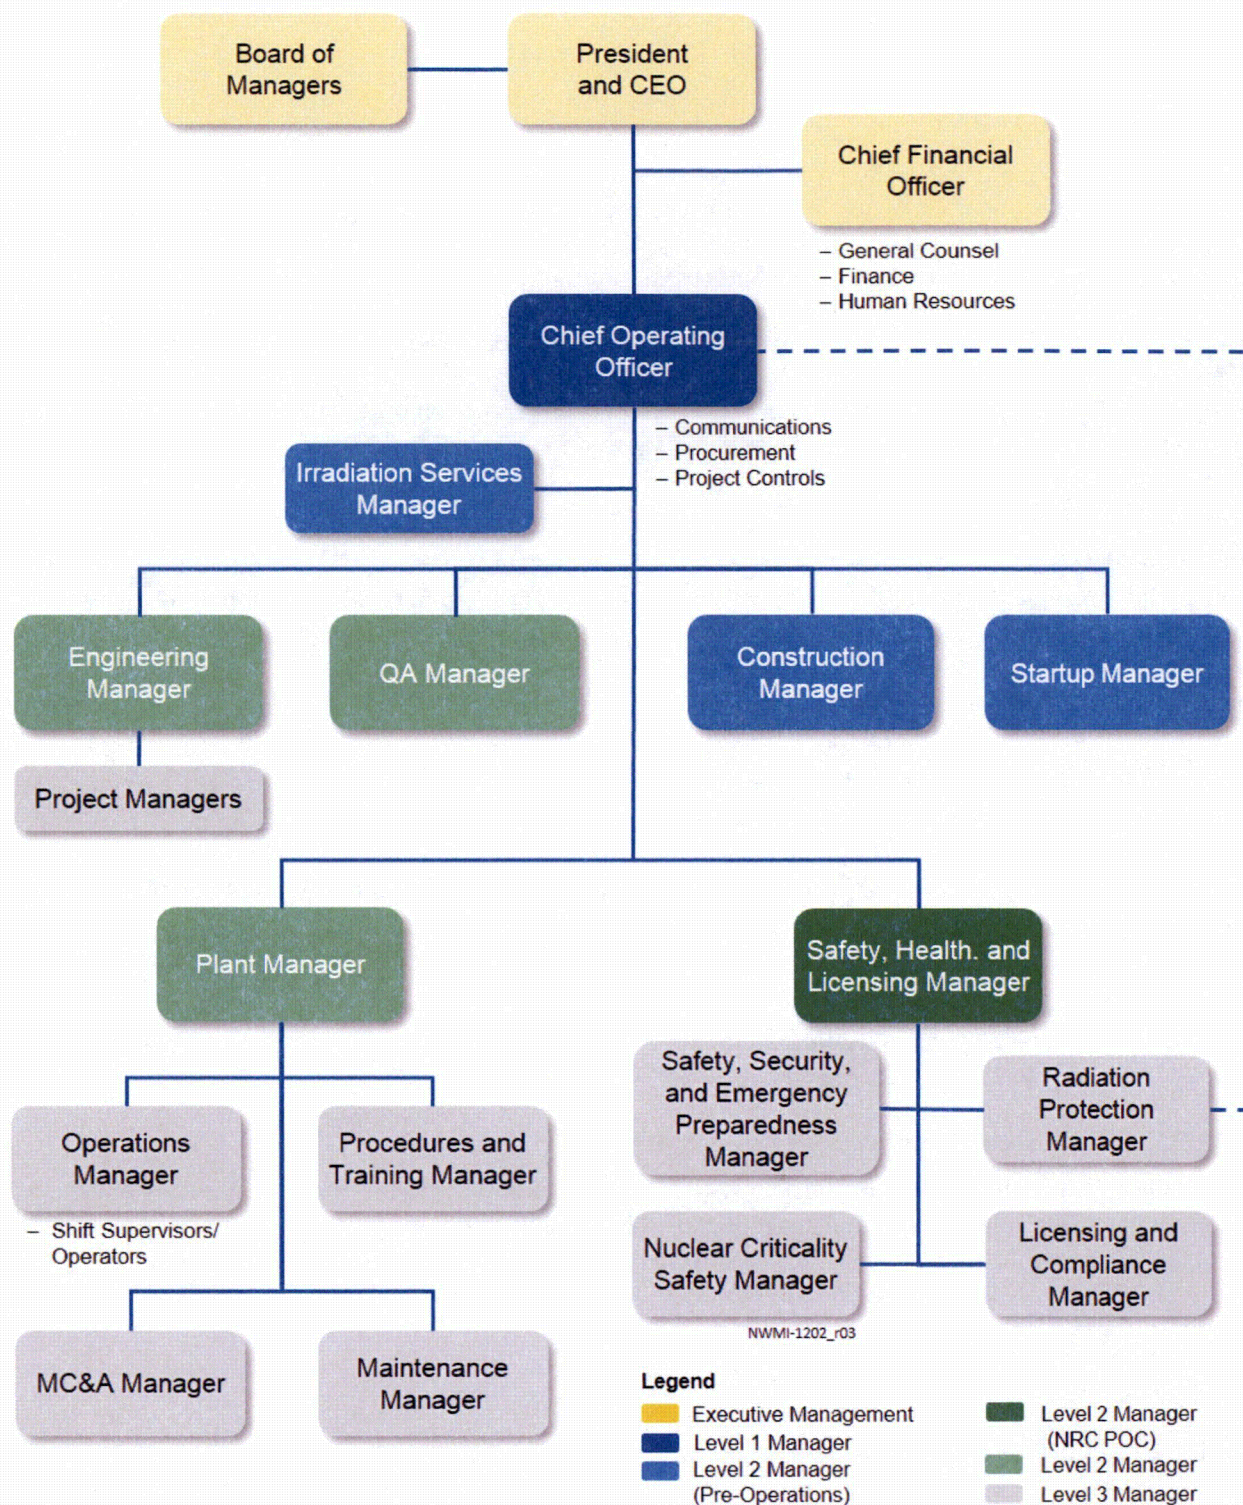 Board of
Managers
President
and CEO
Chief Financial
Officer
– General Counsel
– Finance
– Human Resources
Chief Operating
Officer
– Communications
– Procurement
– Project Controls
Irradiation Services
Manager
Engineering
Manager
QA Manager
Construction
Manager
Startup Manager
Project Managers
Plant Manager
Safety, Health. and
Licensing Manager
Safety, Security,
and Emergency
Preparedness
Manager
Radiation
Protection
Manager
Operations
Manager
– Shift Supervisors/
Operators
Procedures and
Training Manager
Nuclear Criticality
Safety Manager
Licensing and
Compliance
Manager
NWMI-1202_r03
MC&A Manager
Maintenance
Manager
Legend
Executive Management
Level 1 Manager
Level 2 Manager
(Pre-Operations)
Level 2 Manager
(NRC POC)
Level 2 Manager
Level 3 Manager